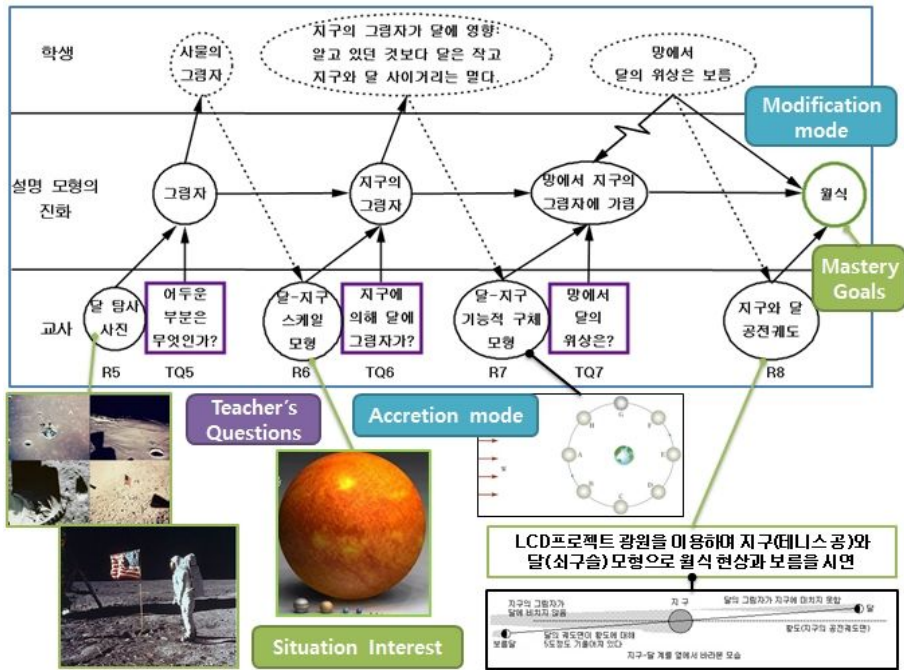 학생
사물의
그림자
지구의 그림자가 달에 영향:
알고 있던 것보다 달은 작고
지구와 달 사이거리는 멀다.
망에서
달의 위상은 보름
Modification
mode
설명 모형의
진화
그림자
지구의
그림자
망에서 지구의
그림자에 가림
월식
Mastery
Goals
교사
달 탐사
사진
어두운
부분은
무엇인가?
달-지구
스케일
모형
지구에
의해 달에
그림자가?
달-지구
기능적 구체
모형
망에서
달의
위상은?
지구와 달
공전궤도
R5
TQ5
R6
TQ6
R7
TQ7
R8
Teacher's
Questions
Accretion mode
G
H
F
A
E
B
D
C
LCD프로젝트 광원을 이용하며 지구(테니스 공)와
달(쇠구슬) 모형으로 월식 현상과 보름을 시연
Situation Interest
지구의 그림자가
달에 비치지 않음
지 구
달의 그림자가 지구에 미치지 못함
달
보름달
달의 궤도면이 황도에 대해
5도정도 기울어져 있다
황도(지구의 공전궤도면)
지구-달 계를 옆에서 바라본 모습